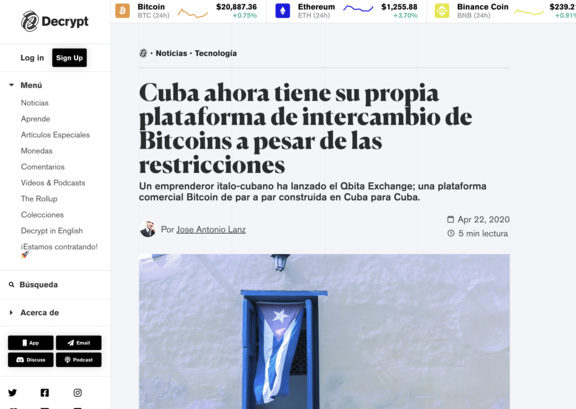 Decrypt
Bitcoin
BTC (24h)
$20,887.36
+0.75%
Ethereum
ETH (24h)
$1,255.88
+3.70%
Binance Coin
BNB (24h)
$239.2
+0.91%
Log in
Sign Up
Menú
Noticias
Aprende
Artículos Especiales
Monedas
Comentarios
Videos & Podcasts
The Rollup
Colecciones
Decrypt in English
¡Estamos contratando!
🚀
Búsqueda
Acerca de
App
Email
Discuss
Podcast
• Noticias • Tecnología
Cuba ahora tiene su propia
plataforma de intercambio de
Bitcoins a pesar de las
restricciones
Un emprendedor italo-cubano ha lanzado el Qbita Exchange; una plataforma
comercial Bitcoin de par a par construida en Cuba para Cuba.
Por Jose Antonio Lanz
Apr 22, 2020
5 min lectura